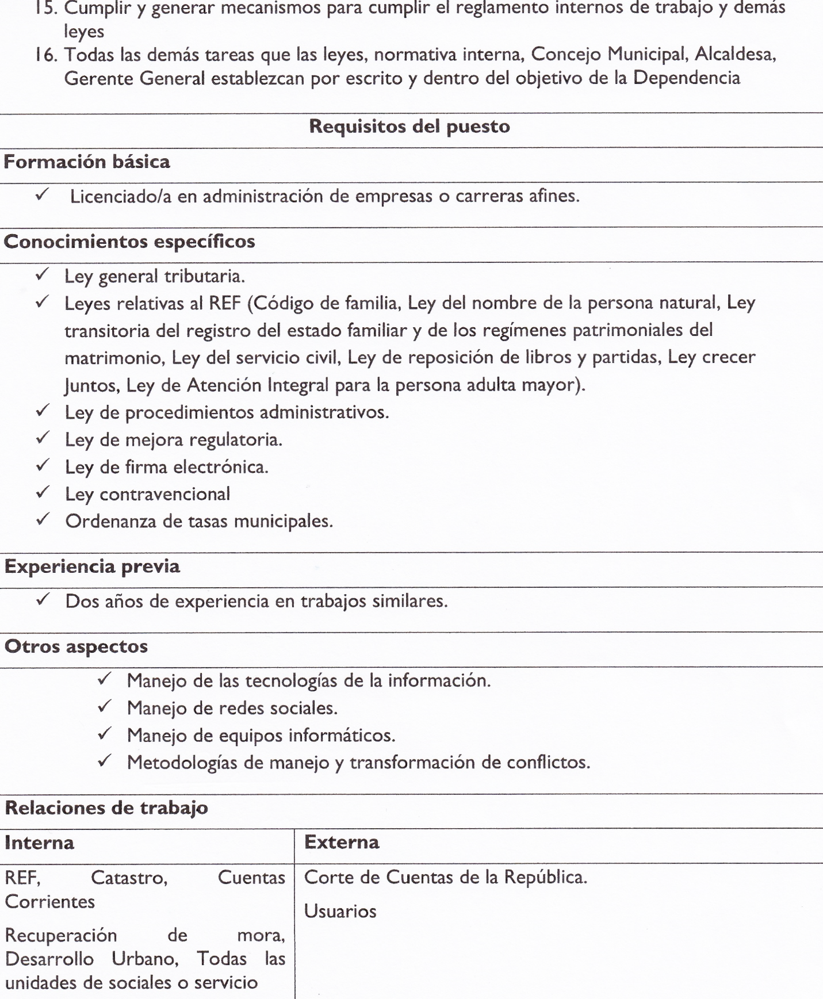 15. Cumplir y generar mecanismos para cumplir el reglamento internos de trabajo y demás
leyes
16. Todas las demás tareas que las leyes, normativa interna, Concejo Municipal, Alcaldesa,
Gerente General establezcan por escrito y dentro del objetivo de la Dependencia
Requisitos del puesto
Formación básica
✓ Licenciado/a en administración de empresas o carreras afines.
Conocimientos específicos
✓ Ley general tributaria.
✓ Leyes relativas al REF (Código de familia, Ley del nombre de la persona natural, Ley
transitoria del registro del estado familiar y de los regímenes patrimoniales del
matrimonio, Ley del servicio civil, Ley de reposición de libros y partidas, Ley crecer
Juntos, Ley de Atención Integral para la persona adulta mayor).
✓ Ley de procedimientos administrativos.
✓ Ley de mejora regulatoria.
✓ Ley de firma electrónica.
✓ Ley contravencional
✓ Ordenanza de tasas municipales.
Experiencia previa
✓ Dos años de experiencia en trabajos similares.
Otros aspectos
✓ Manejo de las tecnologías de la información.
✓ Manejo de redes sociales.
✓ Manejo de equipos informáticos.
✓ Metodologías de manejo y transformación de conflictos.
Relaciones de trabajo
Interna
REF, Catastro, Cuentas
Corrientes
Recuperación de mora,
Desarrollo Urbano, Todas las
unidades de sociales o servicio
Externa
Corte de Cuentas de la República.
Usuarios